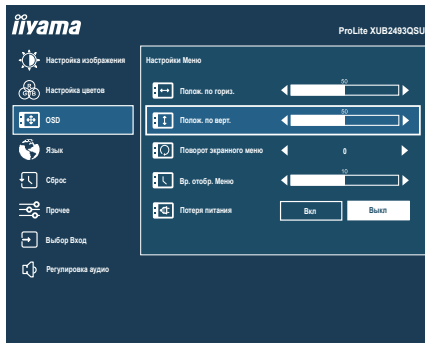 iiyama
ProLite XUB2493QSU
Настройка изображения
Настройки Меню
Настройка цветов
Полож. по гориз.
50
OSD
Полож. по верт.
50
Язык
Поворот экранного меню
0
Сброс
Вр. отобр. Меню
10
Прочее
Потеря питания
Вкл
Выкл
Выбор Вход
Регулировка аудио